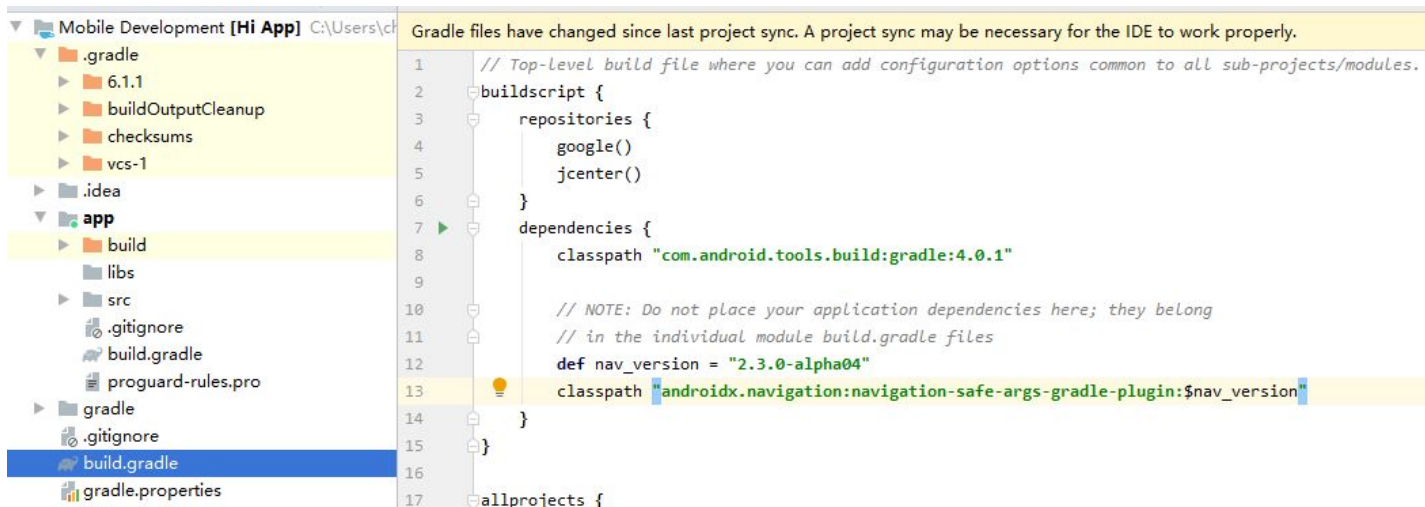 Mobile Development [Hi App] C:\Users\ch
.gradle
6.1.1
buildOutputCleanup
checksums
vcs-1
.idea
app
build
libs
src
.gitignore
build.gradle
proguard-rules.pro
gradle
.gitignore
build.gradle
gradle.properties
Gradle files have changed since last project sync. A project sync may be necessary for the IDE to work properly.
1 // Top-level build file where you can add configuration options common to all sub-projects/modules.
2 buildscript {
3 repositories {
4 google()
5 jcenter()
6 }
7 dependencies {
8 classpath "com.android.tools.build:gradle:4.0.1"
9
10 // NOTE: Do not place your application dependencies here; they belong
11 // in the individual module build.gradle files
12 def nav_version = "2.3.0-alpha04"
13 classpath "androidx.navigation:navigation-safe-args-gradle-plugin:$nav_version"
14 }
15 }
16
17 allprojects {